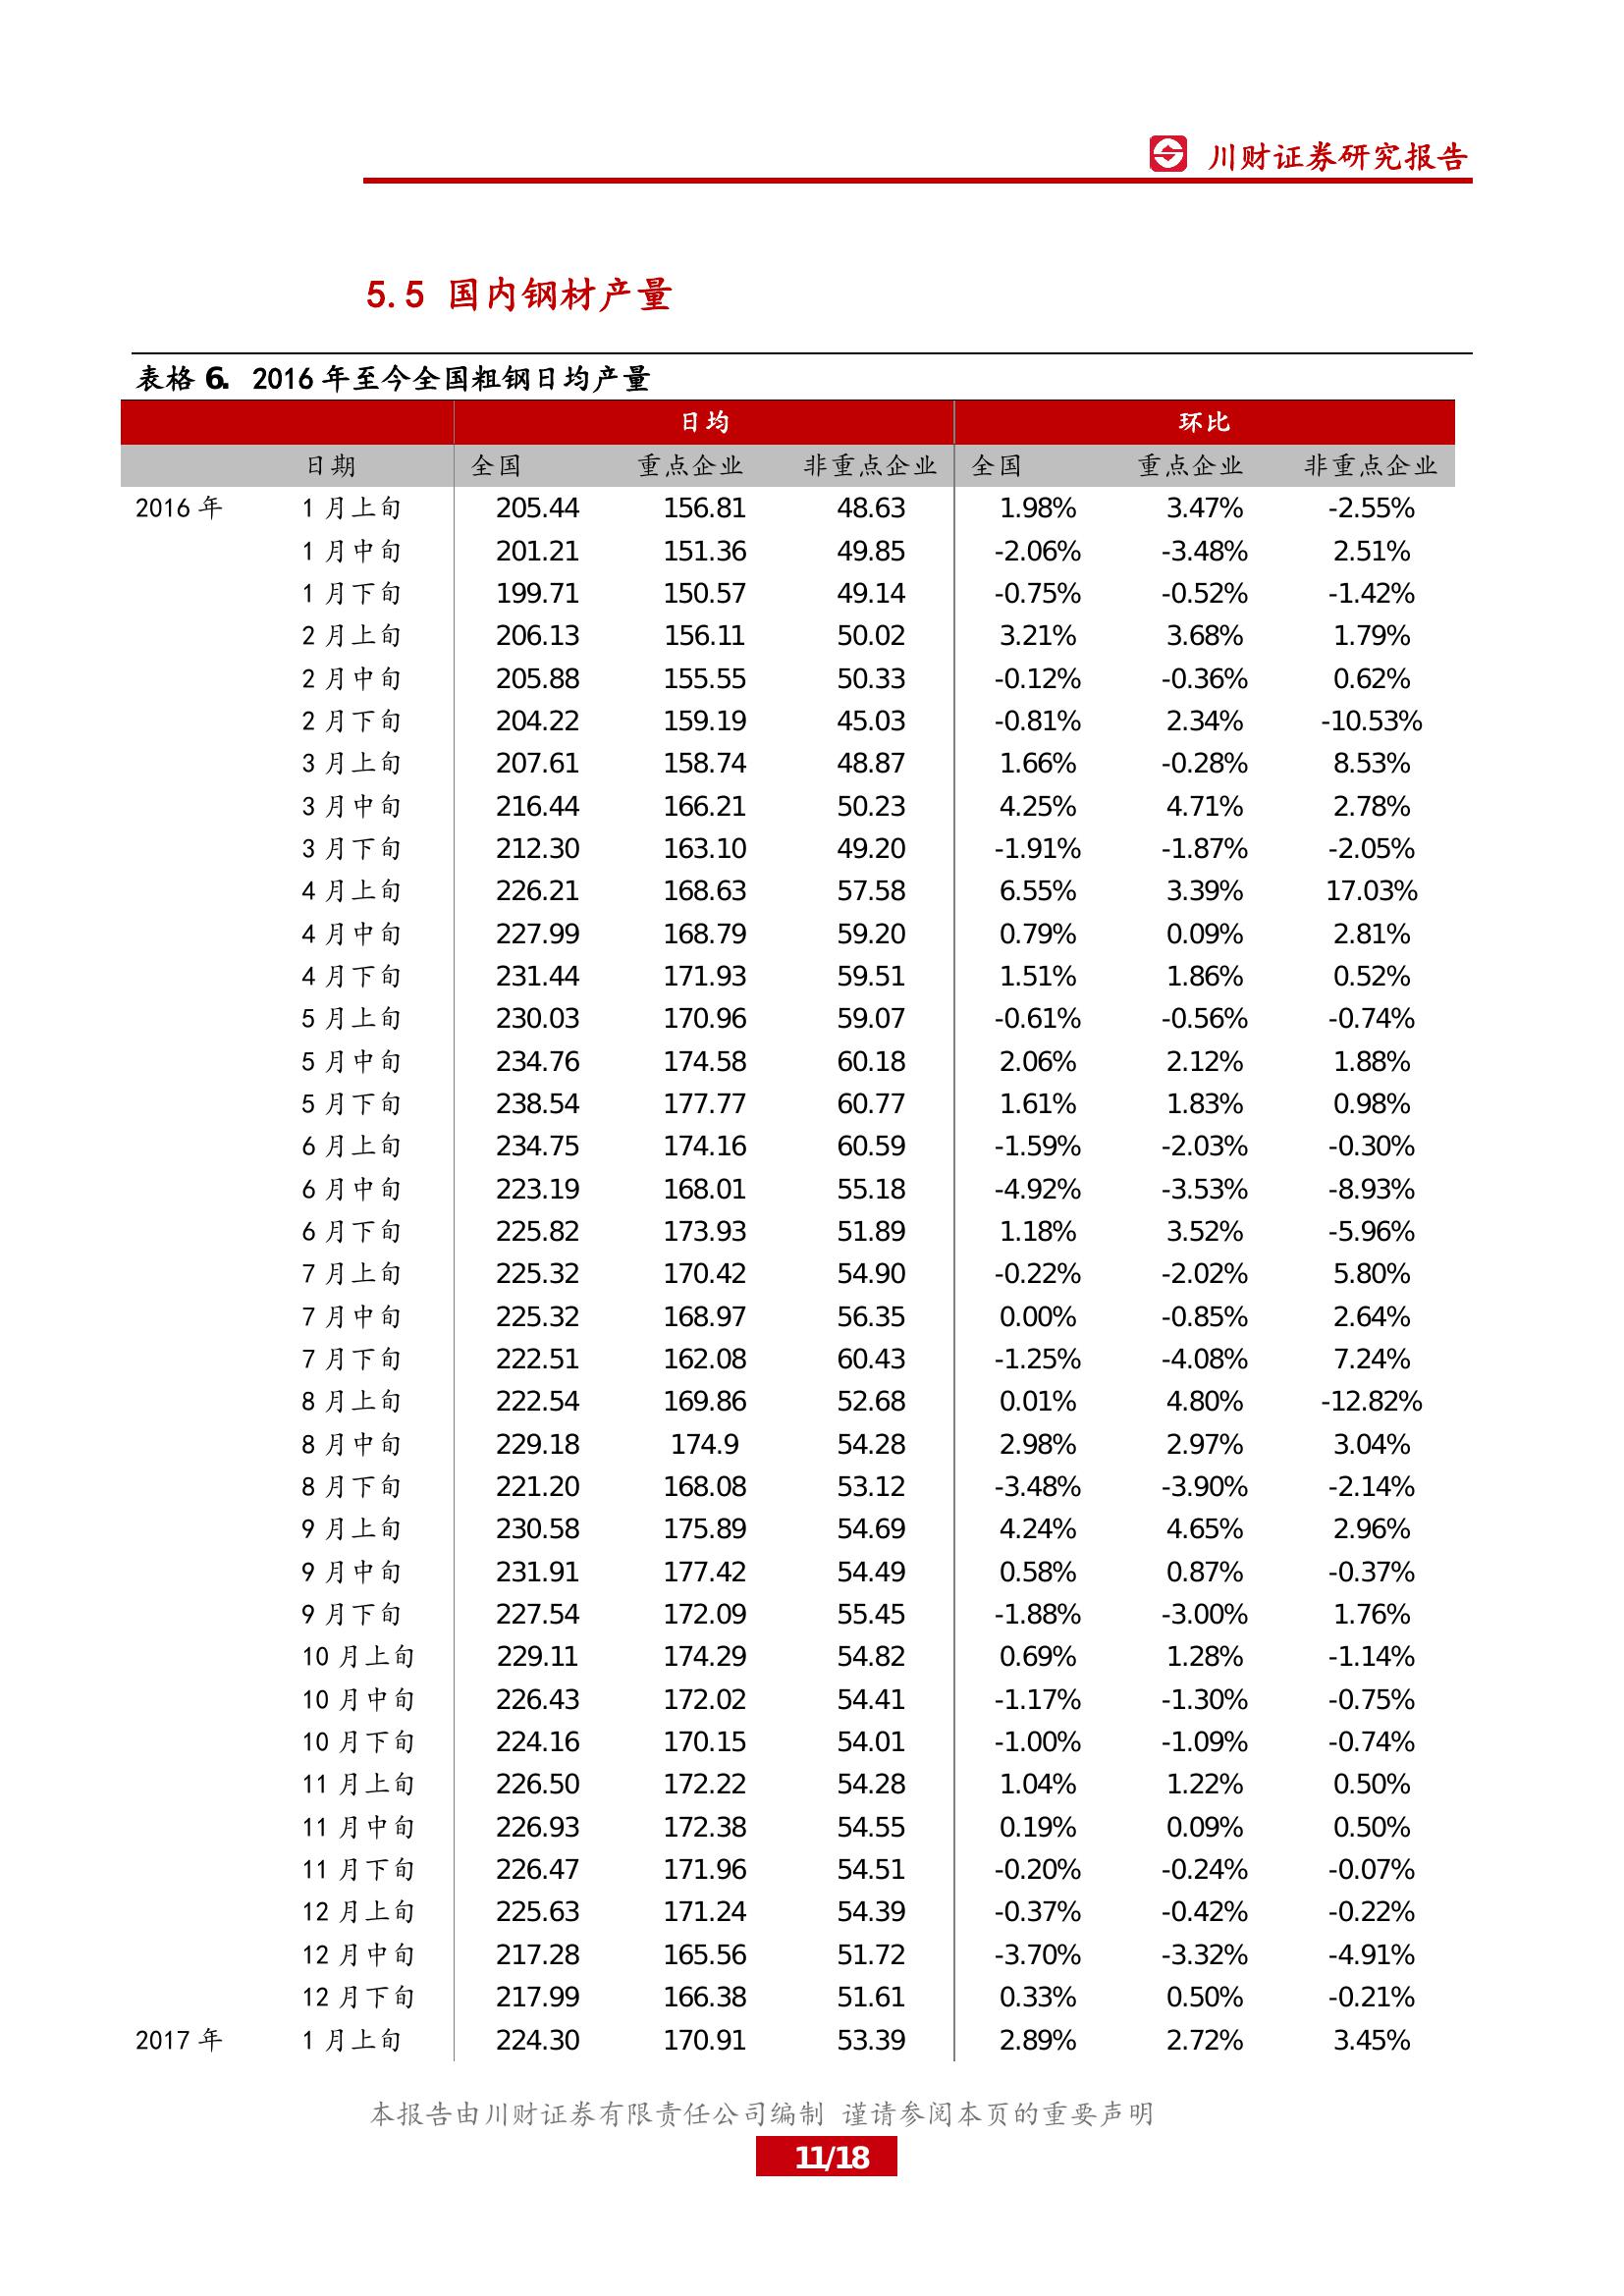 川财证券研究报告
5.5 国内钢材产量
表格 6. 2016 年至今全国粗钢日均产量
日均 环比
日期 全国 重点企业 非重点企业 全国 重点企业 非重点企业
2016 年 1 月上旬 205.44 156.81 48.63 1.98% 3.47% -2.55%
1 月中旬 201.21 151.36 49.85 -2.06% -3.48% 2.51%
1 月下旬 199.71 150.57 49.14 -0.75% -0.52% -1.42%
2 月上旬 206.13 156.11 50.02 3.21% 3.68% 1.79%
2 月中旬 205.88 155.55 50.33 -0.12% -0.36% 0.62%
2 月下旬 204.22 159.19 45.03 -0.81% 2.34% -10.53%
3 月上旬 207.61 158.74 48.87 1.66% -0.28% 8.53%
3 月中旬 216.44 166.21 50.23 4.25% 4.71% 2.78%
3 月下旬 212.30 163.10 49.20 -1.91% -1.87% -2.05%
4 月上旬 226.21 168.63 57.58 6.55% 3.39% 17.03%
4 月中旬 227.99 168.79 59.20 0.79% 0.09% 2.81%
4 月下旬 231.44 171.93 59.51 1.51% 1.86% 0.52%
5 月上旬 230.03 170.96 59.07 -0.61% -0.56% -0.74%
5 月中旬 234.76 174.58 60.18 2.06% 2.12% 1.88%
5 月下旬 238.54 177.77 60.77 1.61% 1.83% 0.98%
6 月上旬 234.75 174.16 60.59 -1.59% -2.03% -0.30%
6 月中旬 223.19 168.01 55.18 -4.92% -3.53% -8.93%
6 月下旬 225.82 173.93 51.89 1.18% 3.52% -5.96%
7 月上旬 225.32 170.42 54.90 -0.22% -2.02% 5.80%
7 月中旬 225.32 168.97 56.35 0.00% -0.85% 2.64%
7 月下旬 222.51 162.08 60.43 -1.25% -4.08% 7.24%
8 月上旬 222.54 169.86 52.68 0.01% 4.80% -12.82%
8 月中旬 229.18 174.9 54.28 2.98% 2.97% 3.04%
8 月下旬 221.20 168.08 53.12 -3.48% -3.90% -2.14%
9 月上旬 230.58 175.89 54.69 4.24% 4.65% 2.96%
9 月中旬 231.91 177.42 54.49 0.58% 0.87% -0.37%
9 月下旬 227.54 172.09 55.45 -1.88% -3.00% 1.76%
10 月上旬 229.11 174.29 54.82 0.69% 1.28% -1.14%
10 月中旬 226.43 172.02 54.41 -1.17% -1.30% -0.75%
10 月下旬 224.16 170.15 54.01 -1.00% -1.09% -0.74%
11 月上旬 226.50 172.22 54.28 1.04% 1.22% 0.50%
11 月中旬 226.93 172.38 54.55 0.19% 0.09% 0.50%
11 月下旬 226.47 171.96 54.51 -0.20% -0.24% -0.07%
12 月上旬 225.63 171.24 54.39 -0.37% -0.42% -0.22%
12 月中旬 217.28 165.56 51.72 -3.70% -3.32% -4.91%
12 月下旬 217.99 166.38 51.61 0.33% 0.50% -0.21%
2017 年 1 月上旬 224.30 170.91 53.39 2.89% 2.72% 3.45%
本报告由川财证券有限责任公司编制 谨请参阅本页的重要声明
11/18